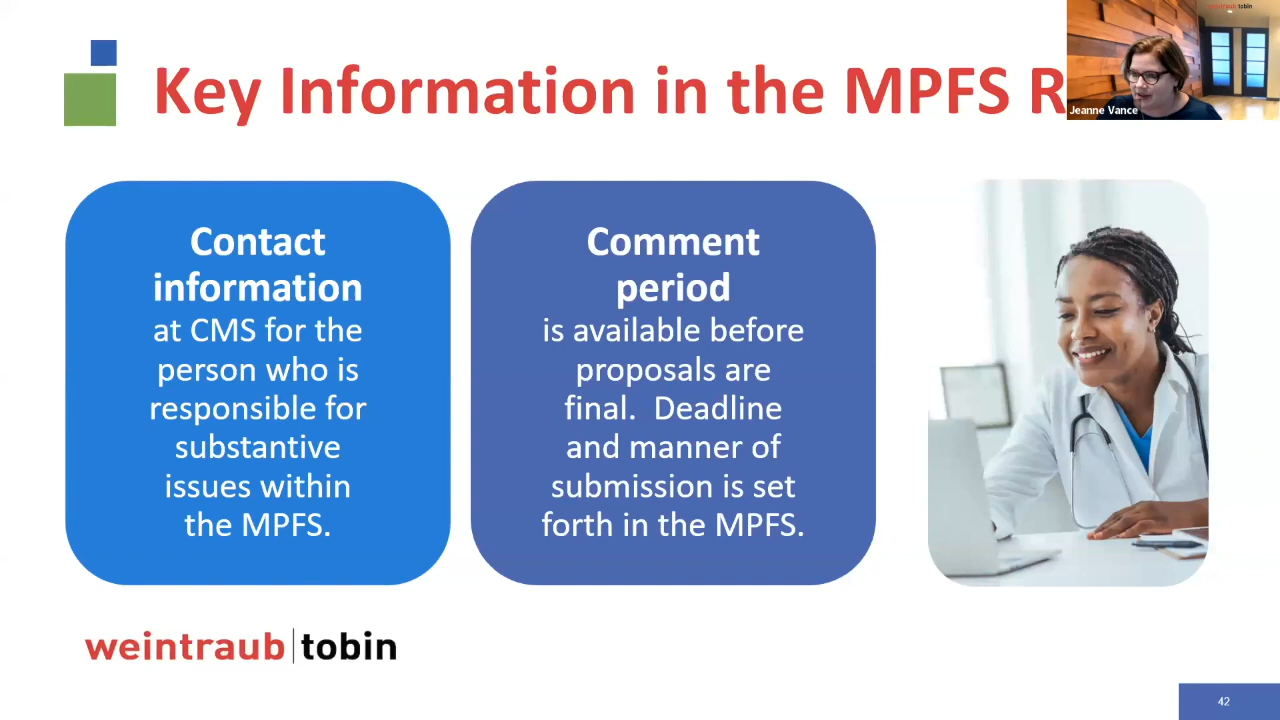 Key Information in the MPFS R
weintraub tobin
Jeanne Vance
Contact
information
at CMS for the
person who is
responsible for
substantive
issues within
the MPFS.
Comment
period
is available before
proposals are
final. Deadline
and manner of
submission is set
forth in the MPFS.
weintraub tobin
42